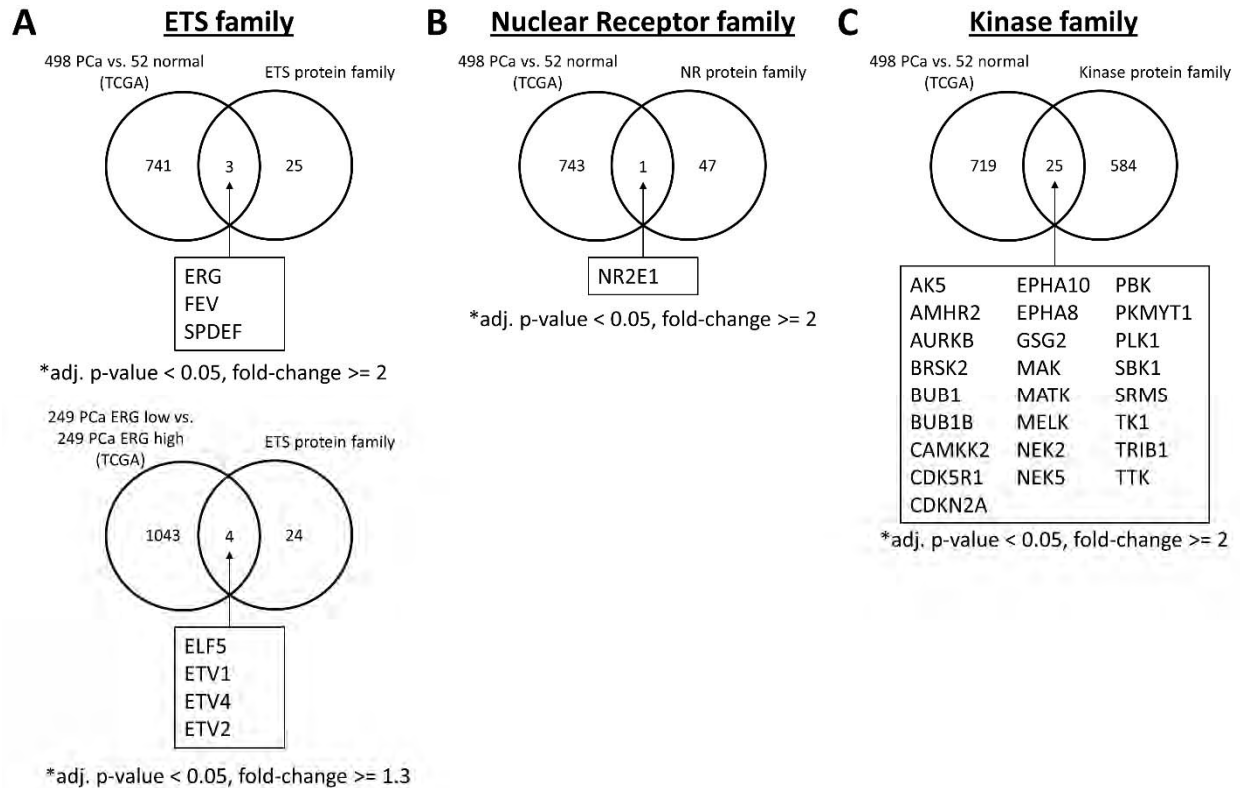 A
ETS family
498 PCa vs. 52 normal
(TCGA)
ETS protein family
741
3
25
ERG
FEV
SPDEF
*adj. p-value < 0.05, fold-change >= 2
249 PCa ERG low vs.
249 PCa ERG high
(TCGA)
ETS protein family
1043
4
24
ELF5
ETV1
ETV4
ETV2
*adj. p-value < 0.05, fold-change >= 1.3
B
Nuclear Receptor family
498 PCa vs. 52 normal
(TCGA)
NR protein family
743
1
47
NR2E1
*adj. p-value < 0.05, fold-change >= 2
C
Kinase family
498 PCa vs. 52 normal
(TCGA)
Kinase protein family
719
25
584
AK5 EPHA10 PBK
AMHR2 EPHA8 PKMYT1
AURKB GSG2 PLK1
BRSK2 MAK SBK1
BUB1 MATK SRMS
BUB1B MELK TK1
CAMKK2 NEK2 TRIB1
CDK5R1 NEK5 TTK
CDKN2A
*adj. p-value < 0.05, fold-change >= 2